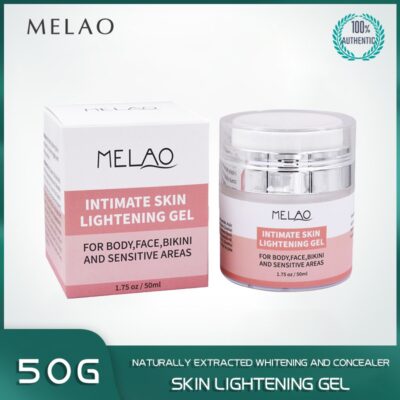 MELAO
100%
AUTHENTIC
MELAO
INTIMATE SKIN
LIGHTENING GEL
FOR BODY,FACE,BIKINI
AND SENSITIVE AREAS
1.75 oz / 50ml
MELAO
INTIMATE SKIN
LIGHTENING GEL
FOR BODY,FACE,BIKINI
AND SENSITIVE AREAS
1.75 oz / 50ml
50G
NATURALLY EXTRACTED WHITENING AND CONCEALER
SKIN LIGHTENING GEL